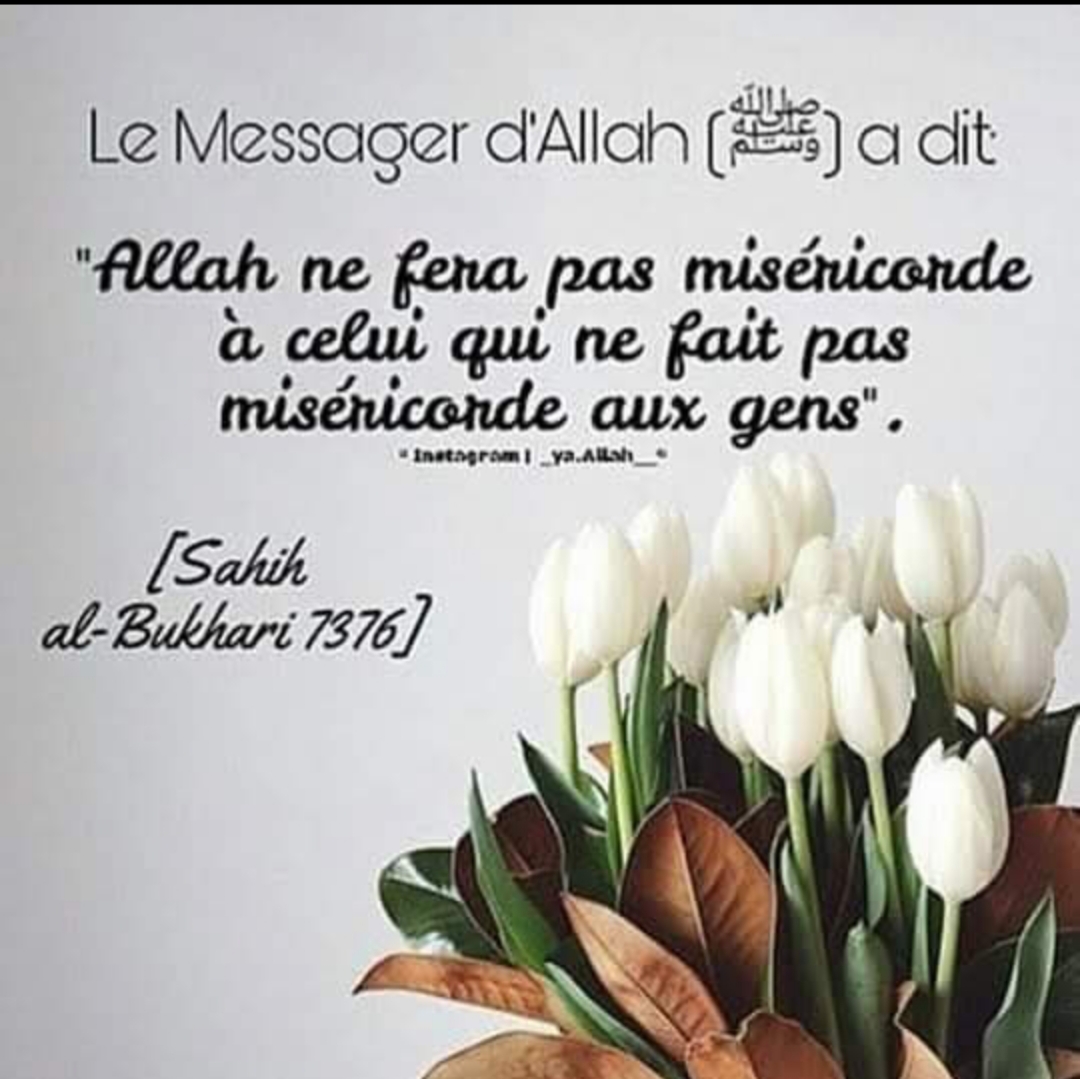 Le Messager d'Allah (ﷺ) a dit:
"Allah ne fera pas miséricorde
à celui qui ne fait pas
miséricorde aux gens".
" Instagram | _ya.Allah__"
[Sahih
al-Bukhari 7376]